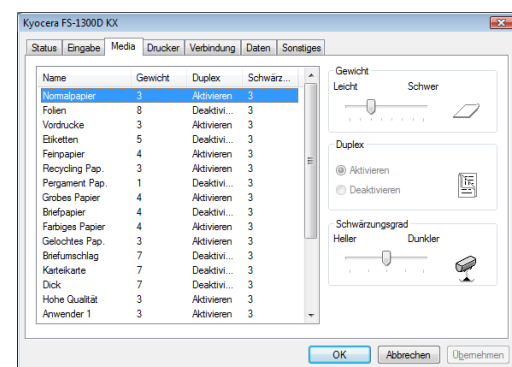 Kyocera FS-1300D KX
Status Eingabe Media Drucker Verbindung Daten Sonstiges
Name Gewicht Duplex Schwärz...
Normalpapier 3 Aktivieren 3
Folien 8 Deaktivi... 3
Vordrucke 3 Aktivieren 3
Etiketten 5 Deaktivi... 3
Feinpapier 4 Aktivieren 3
Recycling Pap. 3 Aktivieren 3
Pergament Pap. 1 Deaktivi... 3
Grobes Papier 4 Aktivieren 3
Briefpapier 4 Deaktivi... 3
Farbiges Papier 4 Aktivieren 3
Gelochtes Pap. 3 Aktivieren 3
Briefumschlag 7 Deaktivi... 3
Karteikarte 7 Deaktivi... 3
Dick 7 Deaktivi... 3
Hohe Qualität 3 Aktivieren 3
Anwender 1 3 Aktivieren 3
Gewicht
Leicht Schwer
Duplex
Aktivieren
Deaktivieren
Schwärzungsgrad
Heller Dunkler
OK Abbrechen Übernehmen